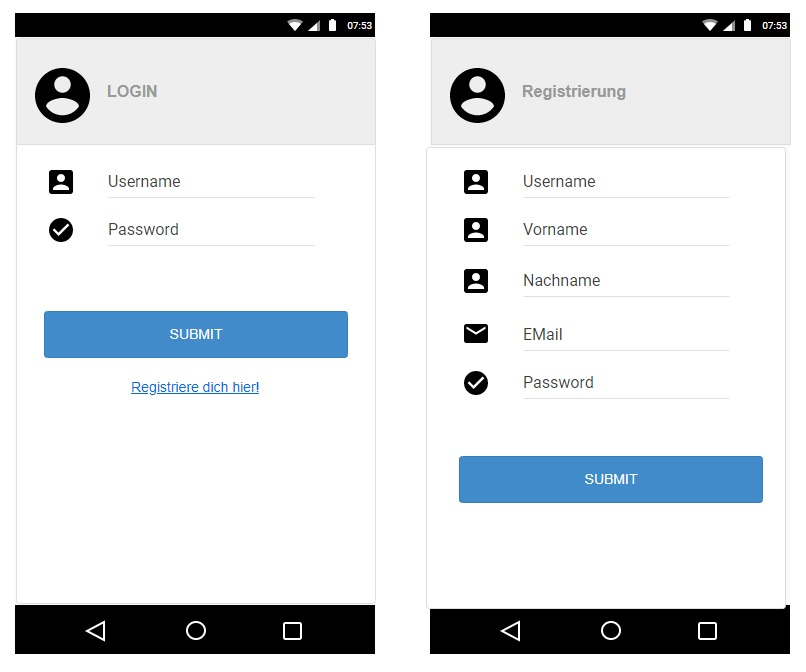 07:53
LOGIN
Username
Password
SUBMIT
Registriere dich hier!
07:53
Registrierung
Username
Vorname
Nachname
EMail
Password
SUBMIT